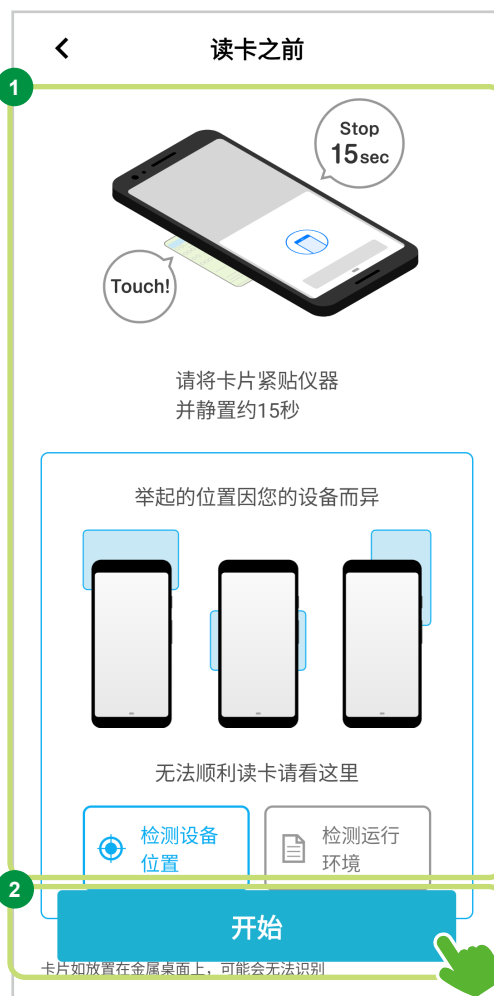 读卡之前
1
Stop
15sec
Touch!
请将卡片紧贴仪器
并静置约15秒
举起的位置因您的设备而异
无法顺利读卡请看这里
检测设备
位置
检测运行
环境
2
开始
卡片如放置在金属桌面上，可能会无法识别